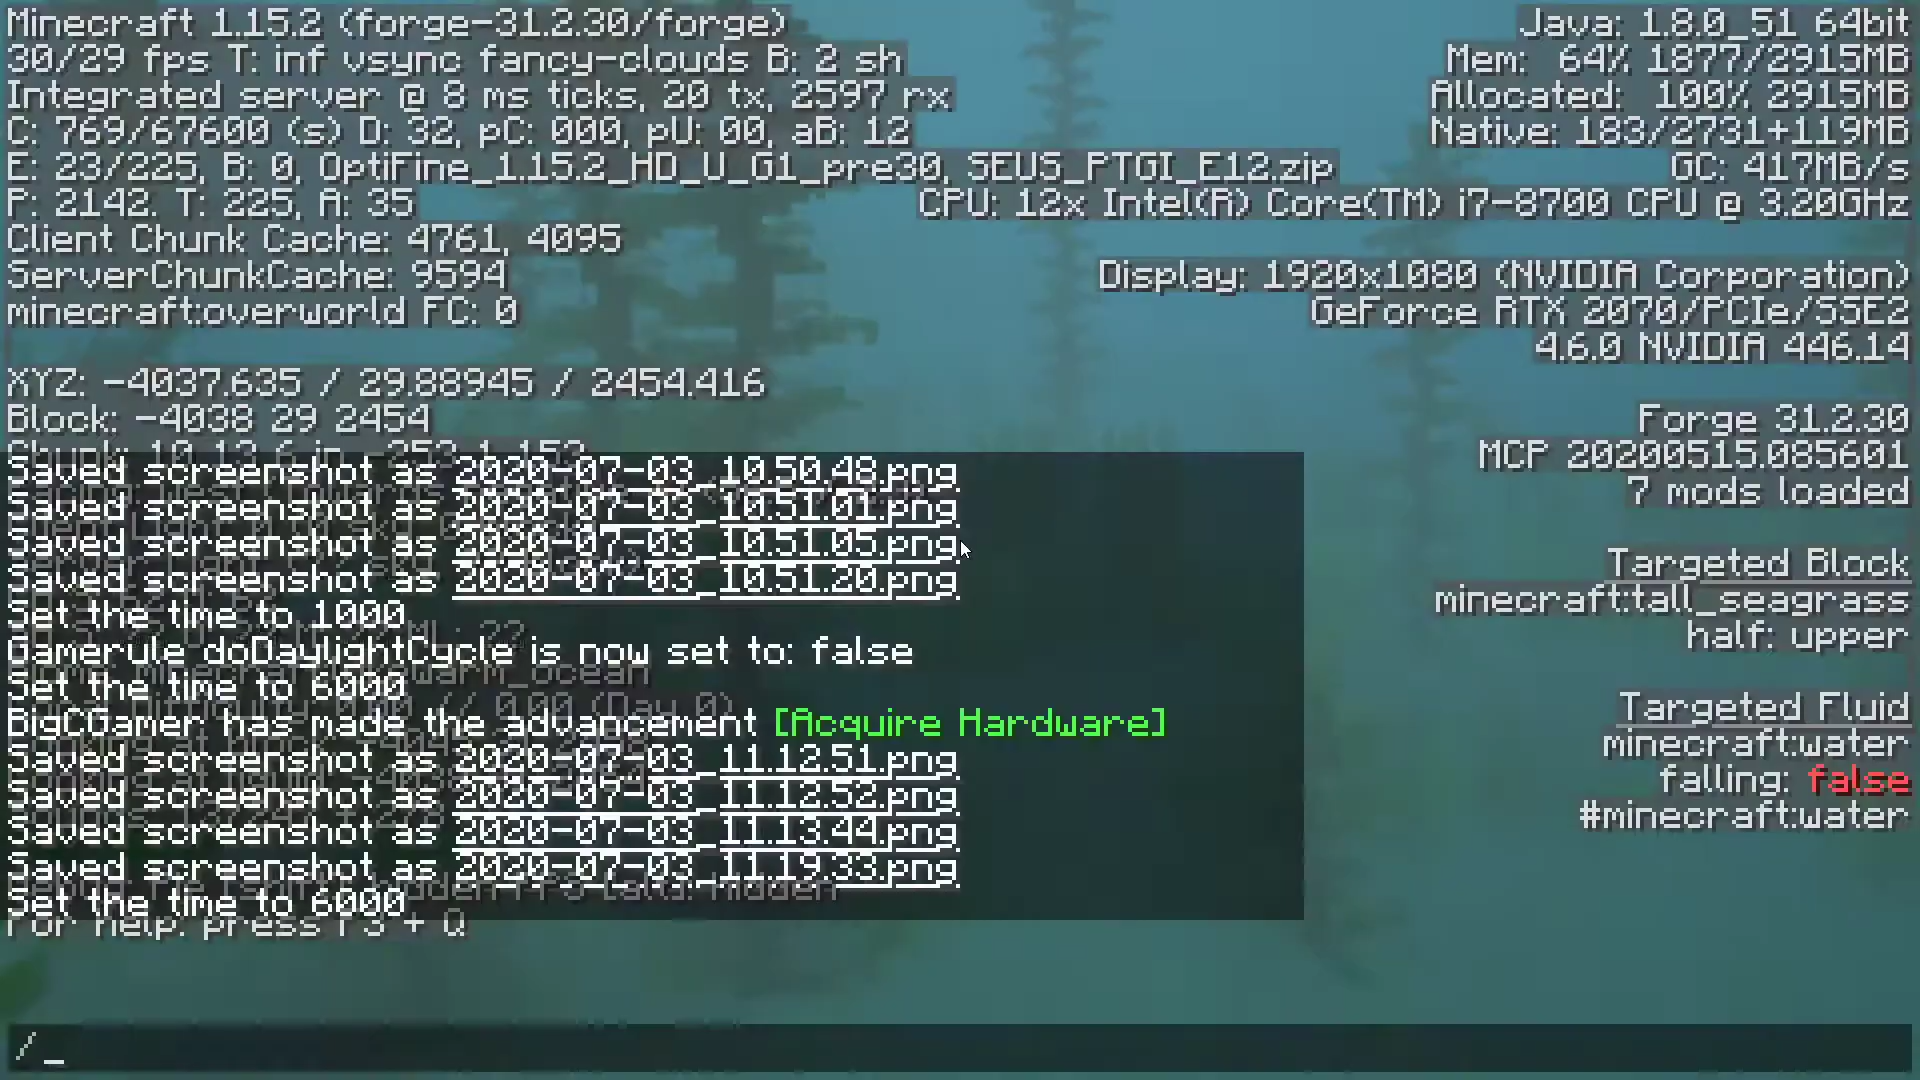 Minecraft 1.15.2 (forge-31.2.30/forge)
30/29 fps T: inf vsync fancy-clouds B: 2 sh
Integrated server @ 8 ms ticks, 20 tx, 2597 rx
C: 769/67600 (s) D: 32, pC: 000, pU: 00, aB: 12
E: 23/225, B: 0, OptiFine_1.15.2_HD_U_G1_pre30, SEUS_PTGI_E12.zip
P: 2142. T: 225, A: 35
Client Chunk Cache: 4761, 4095
ServerChunkCache: 9594
minecraft:overworld FC: 0
XYZ: -4037.635 / 29.88945 / 2454.416
Block: -4038 29 2454
Saved screenshot as 2020-07-03_10.50.48.png
Saved screenshot as 2020-07-03_10.51.01.png
Saved screenshot as 2020-07-03_10.51.05.png
Saved screenshot as 2020-07-03_10.51.20.png
Set the time to 1000
Gamerule doDaylightCycle is now set to: false
Set the time to 6000
BigCGamer has made the advancement [Acquire Hardware]
Saved screenshot as 2020-07-03_11.12.51.png
Saved screenshot as 2020-07-03_11.12.52.png
Saved screenshot as 2020-07-03_11.13.44.png
Saved screenshot as 2020-07-03_11.19.33.png
Set the time to 6000
For help: press F3 + Q
/_
Java: 1.8.0_51 64bit
Mem: 64% 1877/2915MB
Allocated: 100% 2915MB
Native: 183/2731+119MB
GC: 417MB/s
CPU: 12x Intel(R) Core(TM) i7-8700 CPU @ 3.20GHz
Display: 1920x1080 (NVIDIA Corporation)
GeForce RTX 2070/PCIe/SSE2
4.6.0 NVIDIA 446.14
Forge 31.2.30
MCP 20200515.085601
7 mods loaded
Targeted Block
minecraft:tall_seagrass
half: upper
Targeted Fluid
minecraft:water
falling: false
#minecraft:water